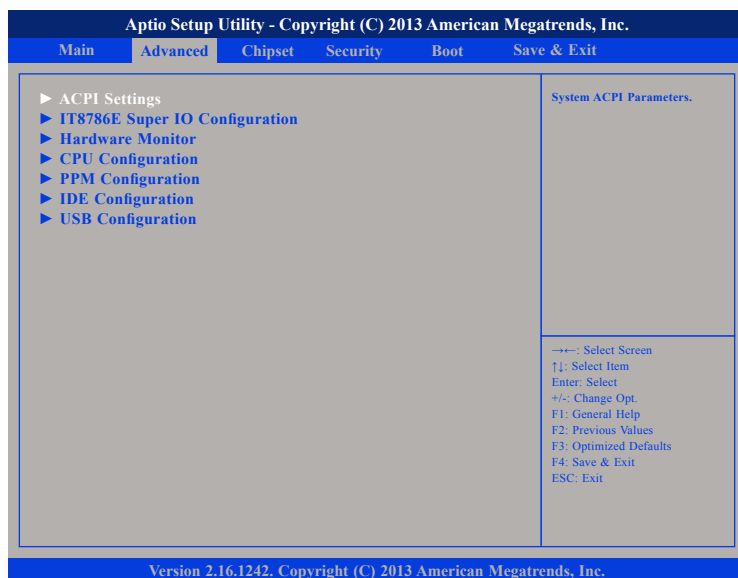 Aptio Setup Utility - Copyright (C) 2013 American Megatrends, Inc.
Main Advanced Chipset Security Boot Save & Exit
► ACPI Settings
► IT8786E Super IO Configuration
► Hardware Monitor
► CPU Configuration
► PPM Configuration
► IDE Configuration
► USB Configuration
System ACPI Parameters.
→←: Select Screen
↑↓: Select Item
Enter: Select
+/-: Change Opt.
F1: General Help
F2: Previous Values
F3: Optimized Defaults
F4: Save & Exit
ESC: Exit
Version 2.16.1242. Copyright (C) 2013 American Megatrends, Inc.